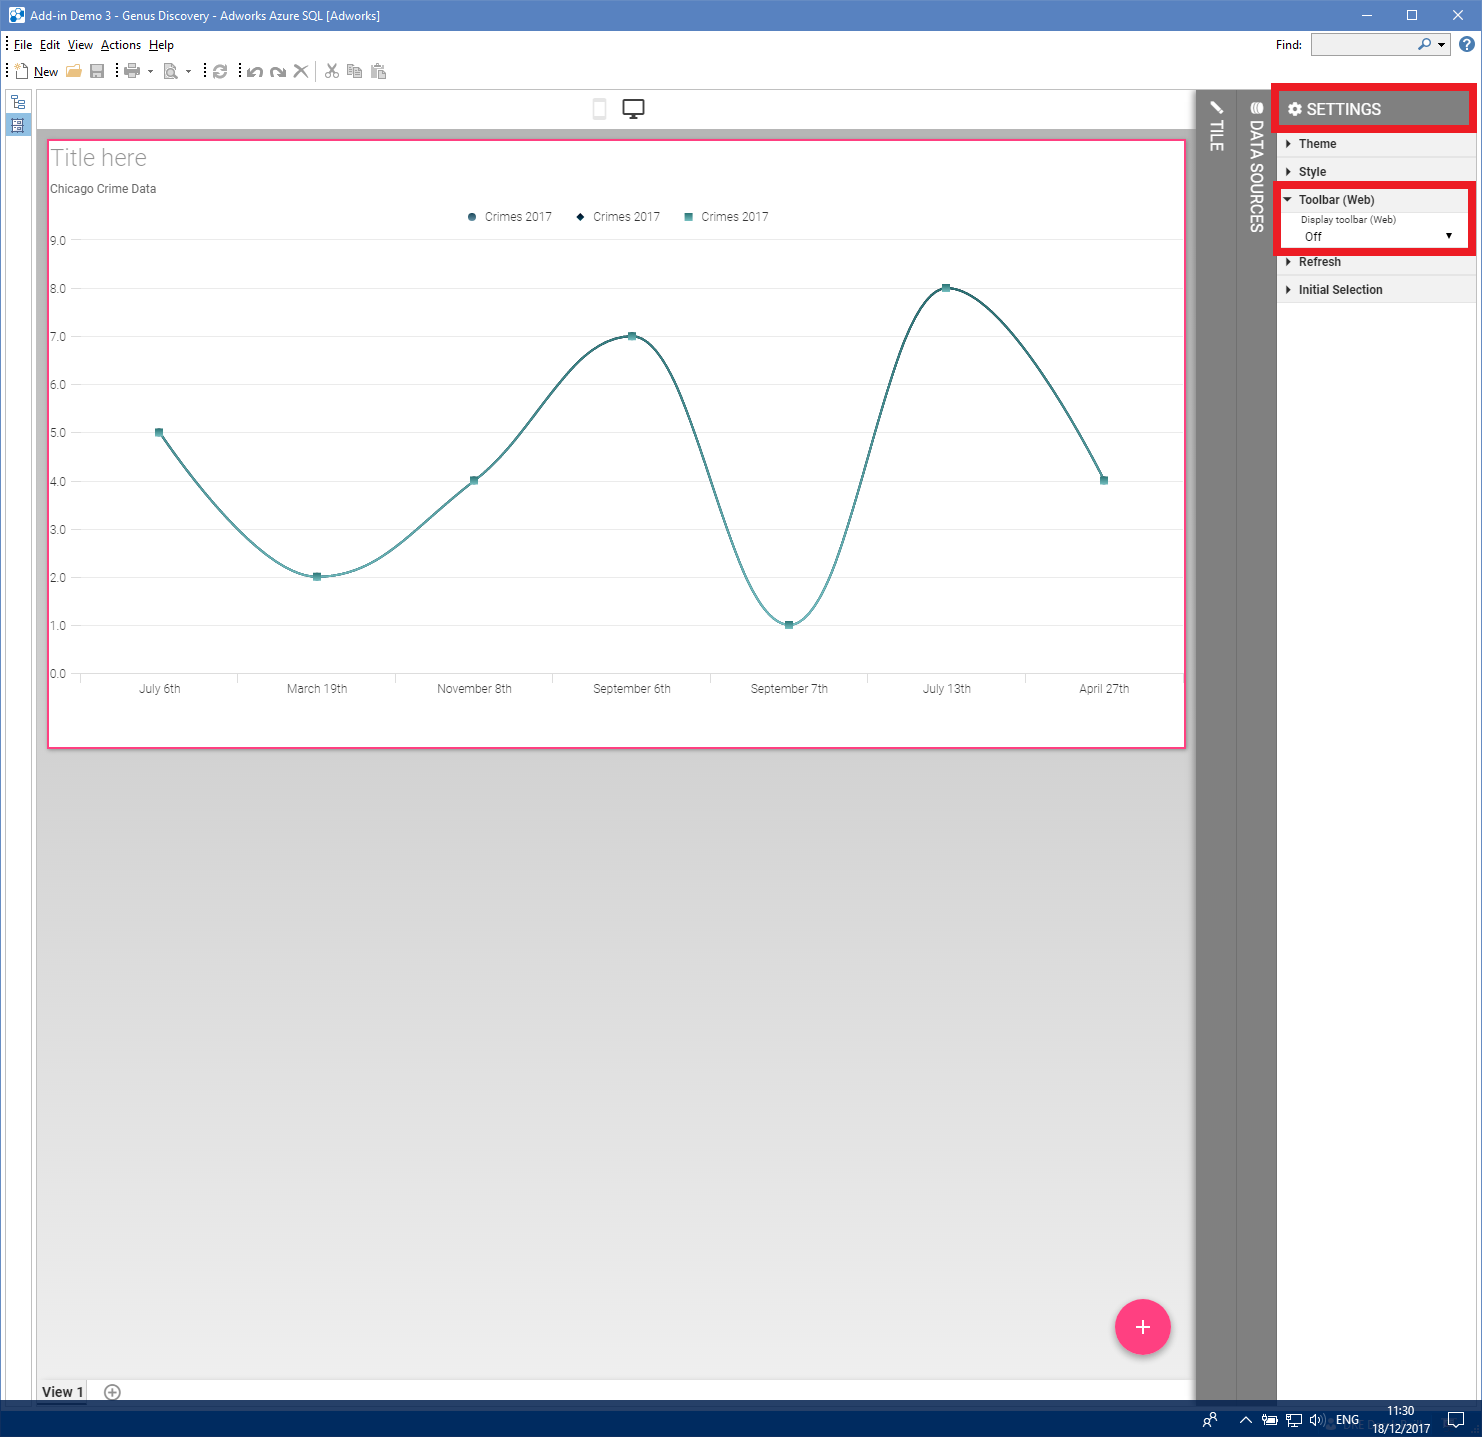 Add-in Demo 3 - Genus Discovery - Adworks Azure SQL [Adworks]
File Edit View Actions Help
Find:
New
SETTINGS
TILE
DATA SOURCES
Theme
Style
Toolbar (Web)
Display toolbar (Web)
Off
Refresh
Initial Selection
Title here
Chicago Crime Data
Crimes 2017 Crimes 2017 Crimes 2017
9.0
8.0
7.0
6.0
5.0
4.0
3.0
2.0
1.0
0.0
July 6th March 19th November 8th September 6th September 7th July 13th April 27th
+
View 1
ENG
11:30
18/12/2017